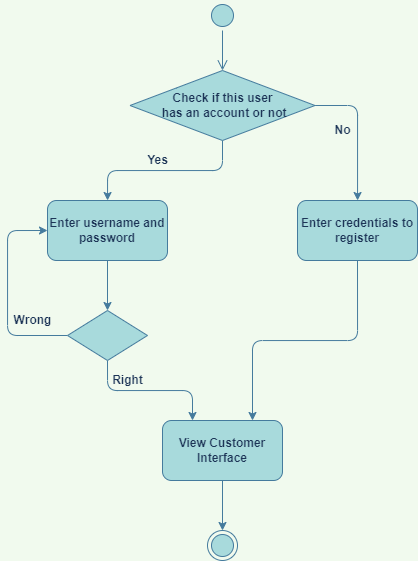 Check if this user
has an account or not
No
Yes
Enter username and
password
Enter credentials to
register
Wrong
Right
View Customer
Interface